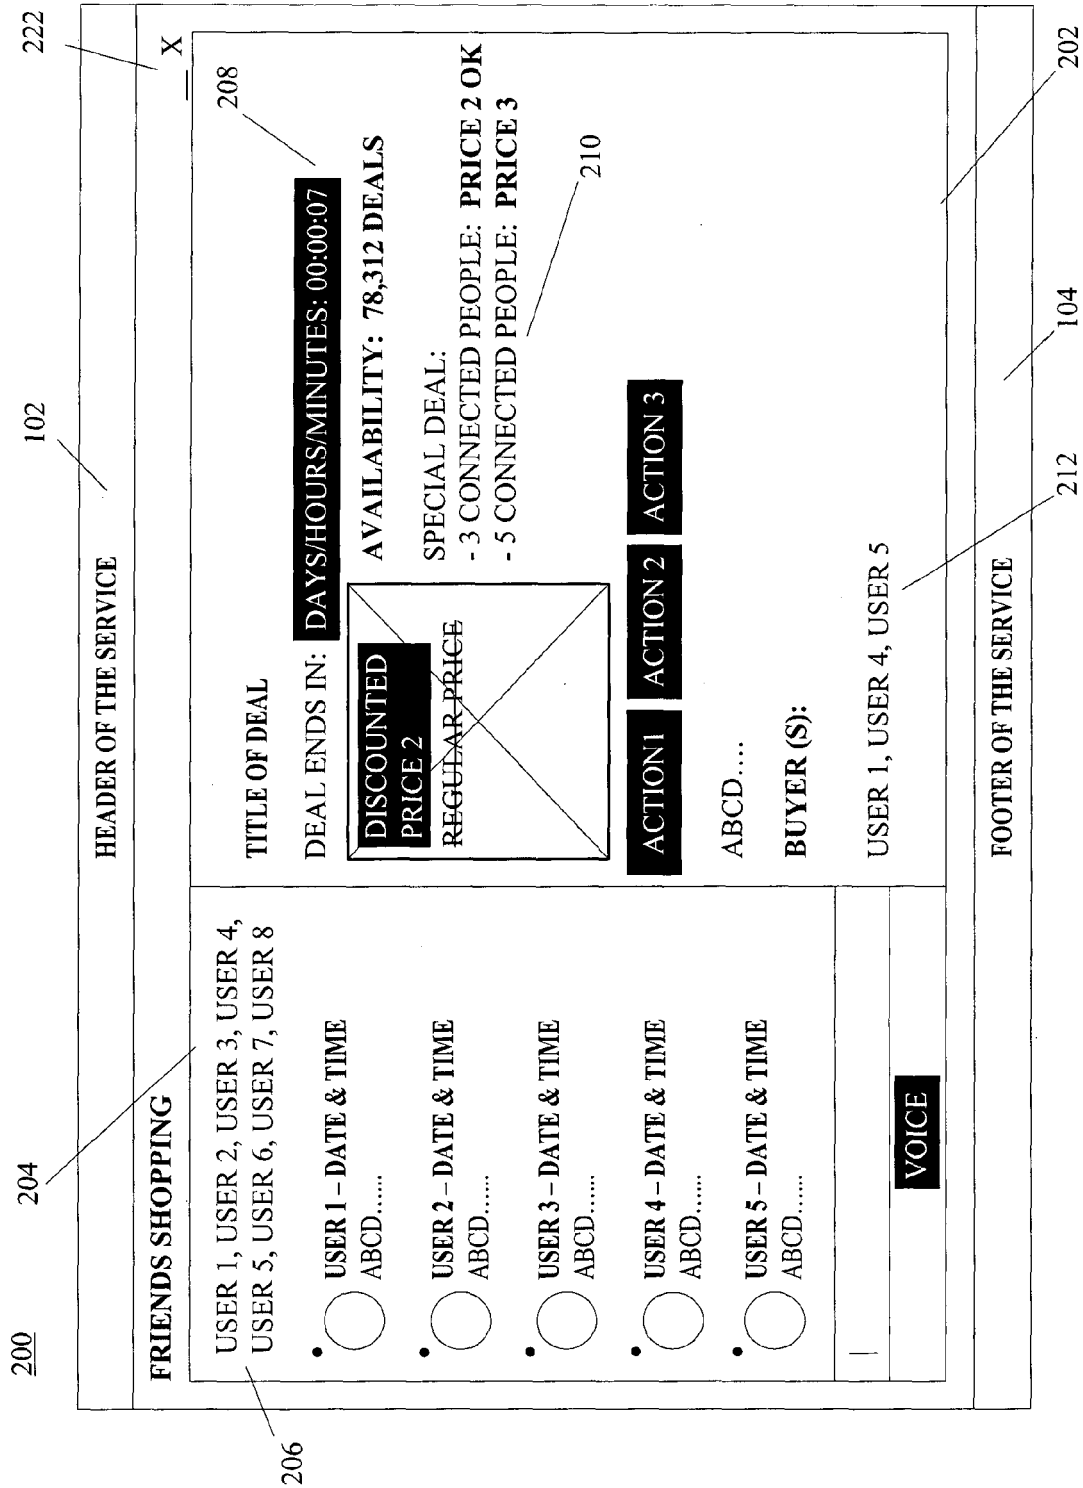 200
204
102
222
HEADER OF THE SERVICE
FRIENDS SHOPPING
_ X
206
USER 1, USER 2, USER 3, USER 4,
USER 5, USER 6, USER 7, USER 8
USER 1 – DATE & TIME
ABCD......
USER 2 – DATE & TIME
ABCD......
USER 3 – DATE & TIME
ABCD......
USER 4 – DATE & TIME
ABCD......
USER 5 – DATE & TIME
ABCD......
VOICE
TITLE OF DEAL
DEAL ENDS IN: DAYS/HOURS/MINUTES: 00:00:07
208
DISCOUNTED
PRICE 2
REGULAR PRICE
AVAILABILITY: 78,312 DEALS
SPECIAL DEAL:
- 3 CONNECTED PEOPLE: PRICE 2 OK
- 5 CONNECTED PEOPLE: PRICE 3
210
ACTION1 ACTION 2 ACTION 3
ABCD....
BUYER (S):
USER 1, USER 4, USER 5
FOOTER OF THE SERVICE
212
104
202